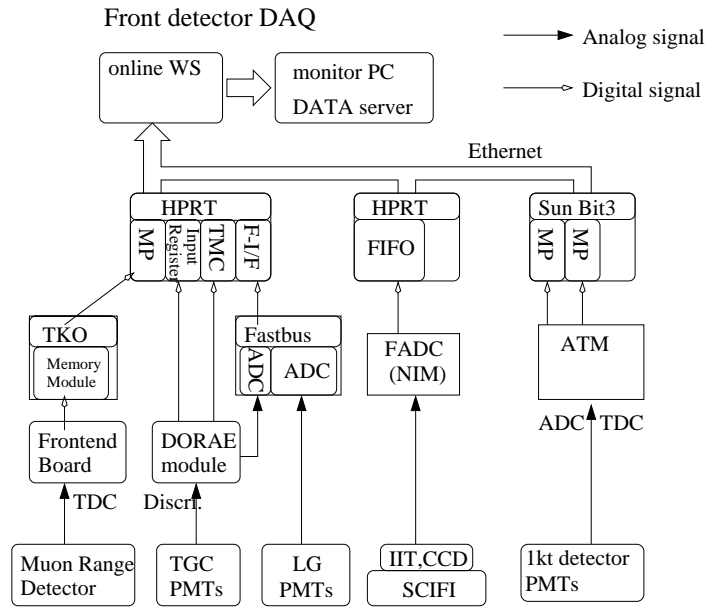 Front detector DAQ
Analog signal
Digital signal
online WS
monitor PC
DATA server
Ethernet
HPRT
MP
Input
Register
TMC
F-I/F
HPRT
FIFO
Sun Bit3
MP
MP
TKO
Memory
Module
Fastbus
ADC
ADC
FADC
(NIM)
ATM
Frontend
Board
DORAE
module
ADC
TDC
TDC
Discri.
Muon Range
Detector
TGC
PMTs
LG
PMTs
IIT,CCD
SCIFI
1kt detector
PMTs